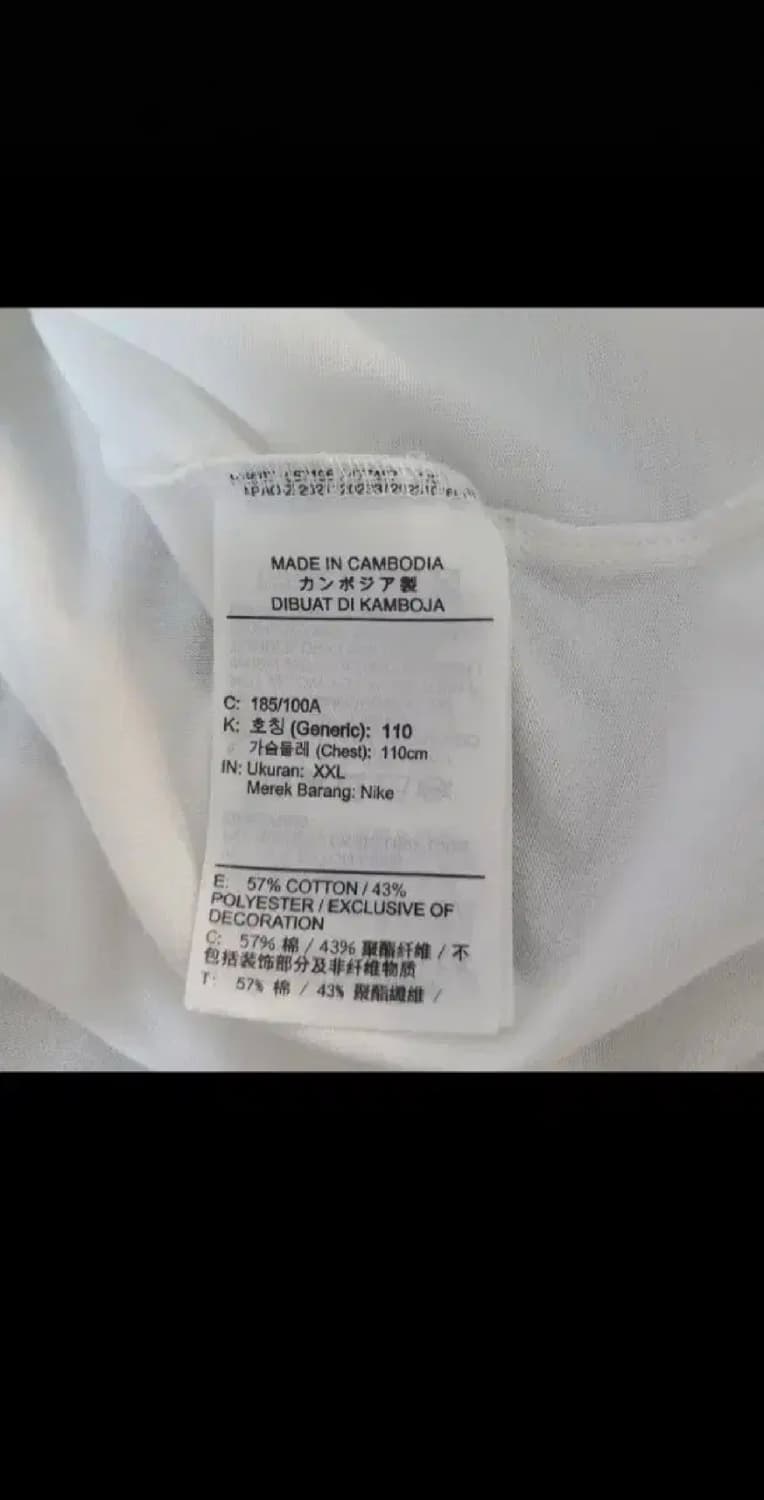 MADE IN CAMBODIA
カンボジア製
DIBUAT DI KAMBOJA
C: 185/100A
K: 호칭 (Generic): 110
가슴둘레 (Chest): 110cm
IN: Ukuran: XXL
Merek Barang: Nike
E: 57% COTTON / 43%
POLYESTER / EXCLUSIVE OF
DECORATION
C: 57% 棉 / 43% 聚酯纤维 / 不
包括装饰部分及非纤维物质
T: 57% 棉 / 43% 聚酯纖維 /